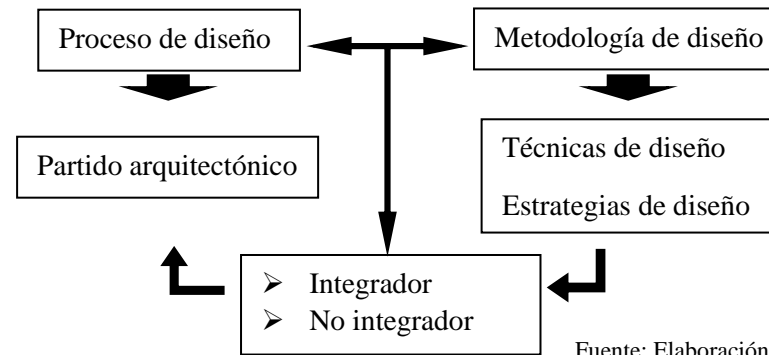 Proceso de diseño
Metodología de diseño
Partido arquitectónico
Técnicas de diseño
Estrategias de diseño
➢ Integrador
➢ No integrador
Fuente: Elaboración